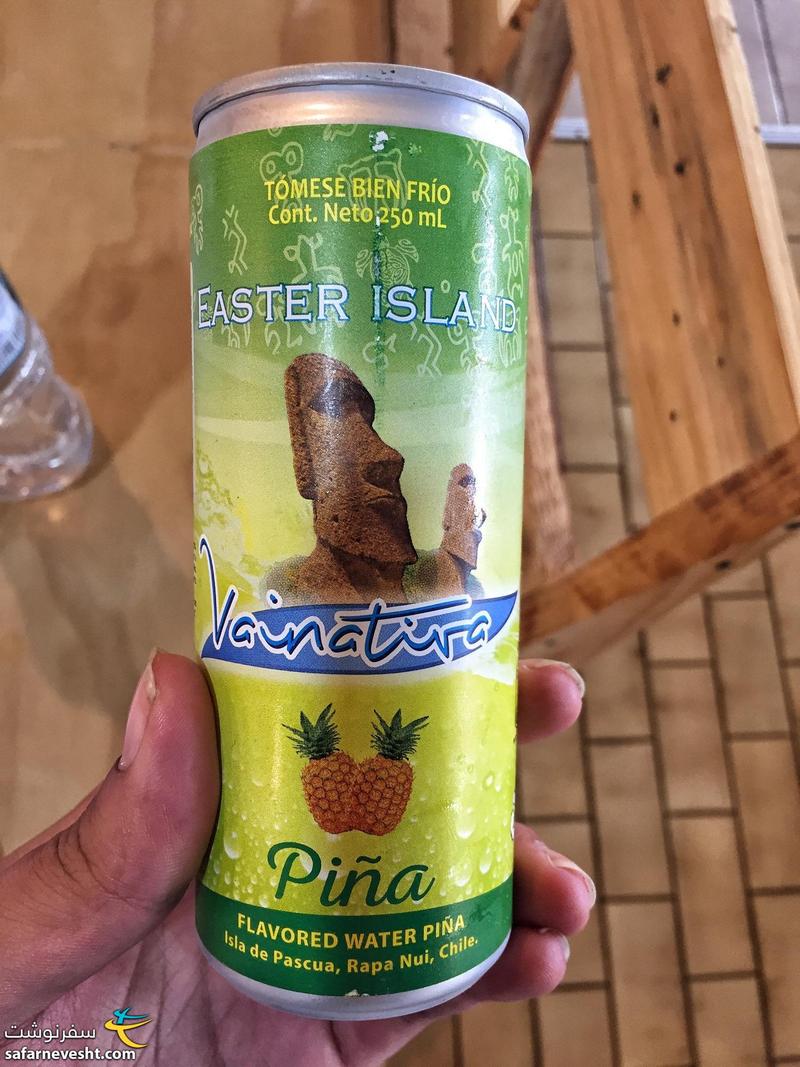 TÓMESE BIEN FRÍO
Cont. Neto 250 mL
EASTER ISLAND
Vainatura
Piña
FLAVORED WATER PIÑA
Isla de Pascua, Rapa Nui, Chile.
سفرنوشت
safarnevesht.com